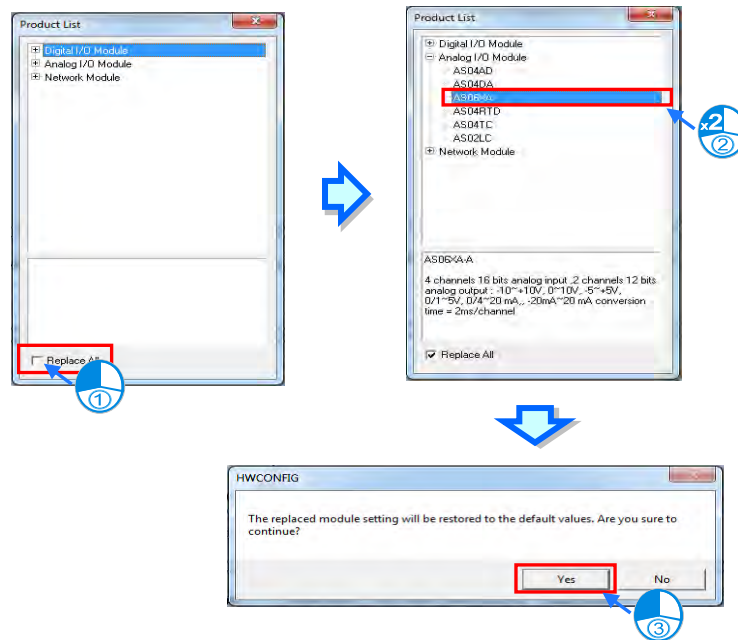 Product List
Digital I/O Module
Analog I/O Module
Network Module
Replace All
①
Product List
Digital I/O Module
Analog I/O Module
AS04AD
AS04DA
AS06XA
AS04RTD
AS04TC
AS02LC
Network Module
x2
②
AS06XA-A
4 channels 16 bits analog input ,2 channels 12 bits
analog output : -10~+10V, 0~10V, -5~+5V,
0/1~5V, 0/4~20 mA,, -20mA~20 mA conversion
time = 2ms/channel
Replace All
HWCONFIG
The replaced module setting will be restored to the default values. Are you sure to
continue?
Yes
No
③